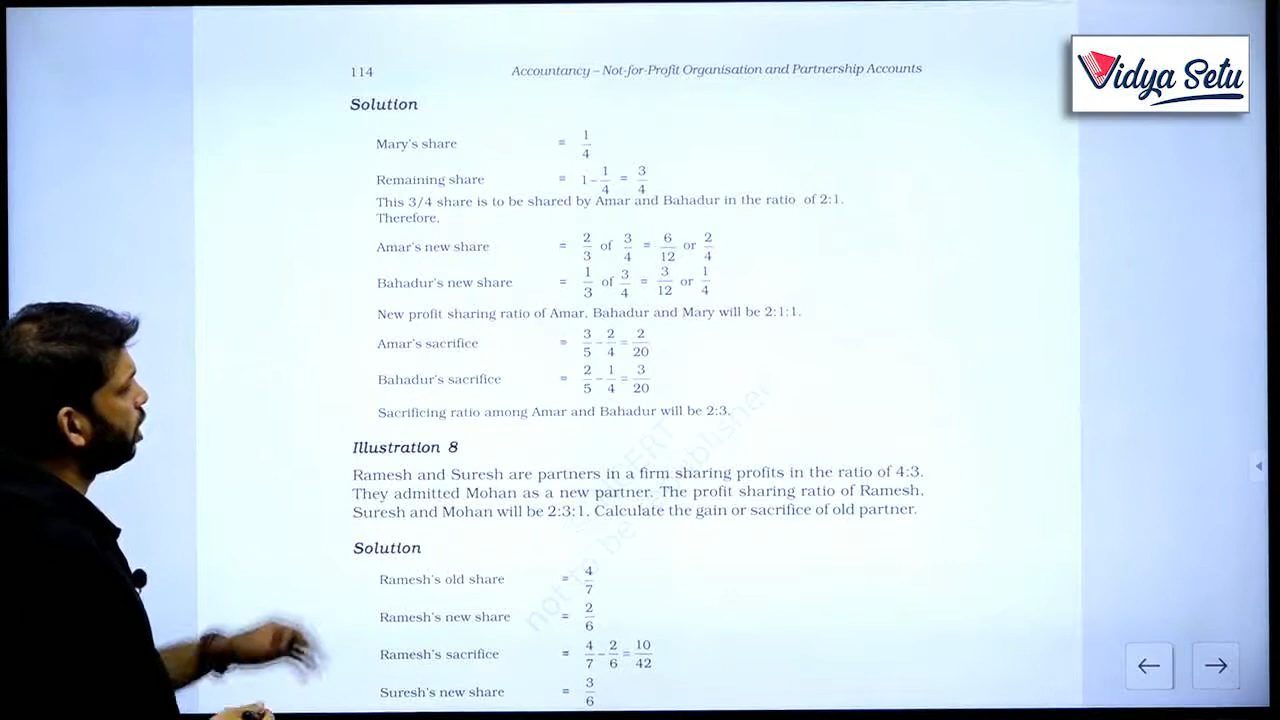 Vidya Setu
114 Accountancy – Not-for-Profit Organisation and Partnership Accounts
Solution
Mary's share = 1/4
Remaining share = 1 – 1/4 = 3/4
This 3/4 share is to be shared by Amar and Bahadur in the ratio of 2:1.
Therefore,
Amar's new share = 2/3 of 3/4 = 6/12 or 2/4
Bahadur's new share = 1/3 of 3/4 = 3/12 or 1/4
New profit sharing ratio of Amar, Bahadur and Mary will be 2:1:1.
Amar's sacrifice = 3/5 – 2/4 = 2/20
Bahadur's sacrifice = 2/5 – 1/4 = 3/20
Sacrificing ratio among Amar and Bahadur will be 2:3.
Illustration 8
Ramesh and Suresh are partners in a firm sharing profits in the ratio of 4:3.
They admitted Mohan as a new partner. The profit sharing ratio of Ramesh,
Suresh and Mohan will be 2:3:1. Calculate the gain or sacrifice of old partner.
Solution
Ramesh's old share = 4/7
Ramesh's new share = 2/6
Ramesh's sacrifice = 4/7 – 2/6 = 10/42
Suresh's new share = 3/6